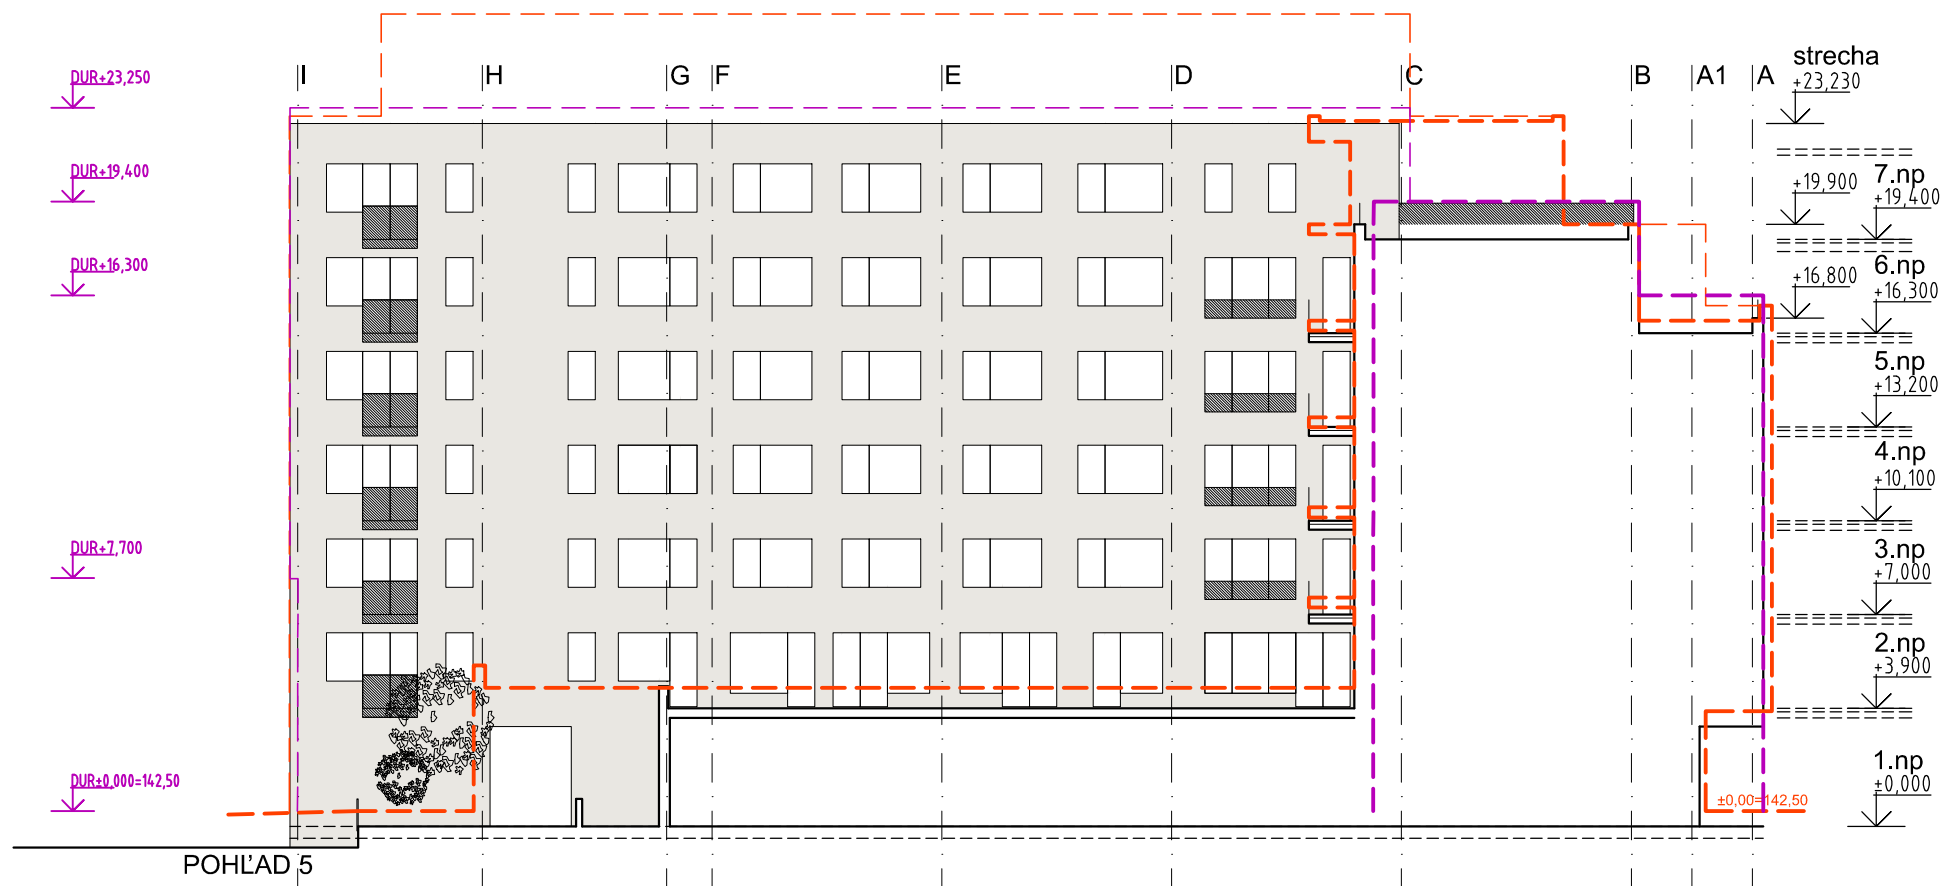 DUR+23,250
DUR+19,400
DUR+16,300
DUR+7,700
DUR±0,000=142,50
I H G F E D C B A1 A
strecha
+23,230
7.np
+19,900
+19,400
6.np
+16,800
+16,300
5.np
+13,200
4.np
+10,100
3.np
+7,000
2.np
+3,900
1.np
±0,000
±0,00=142,50
POHĽAD 5